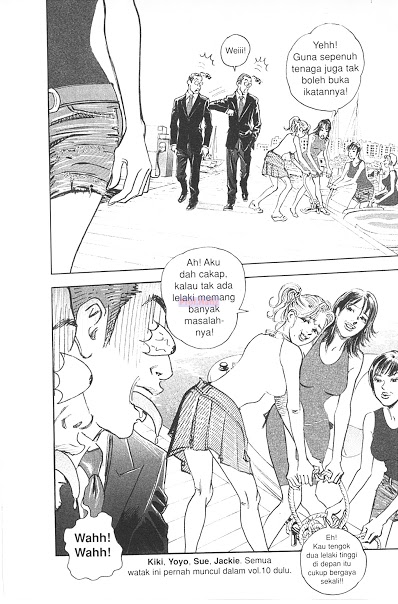 Weiii!
Yehh!
Guna sepenuh
tenaga juga tak
boleh buka
ikatannya!
Ah! Aku
dah cakap,
kalau tak ada
lelaki memang
banyak
masalah-
nya!
Wahh!
Wahh!
Eh!
Kau tengok
dua lelaki tinggi
di depan itu
cukup bergaya
sekali!!
Kiki, Yoyo, Sue, Jackie. Semua
watak ini pernah muncul dalam vol.10 dulu.